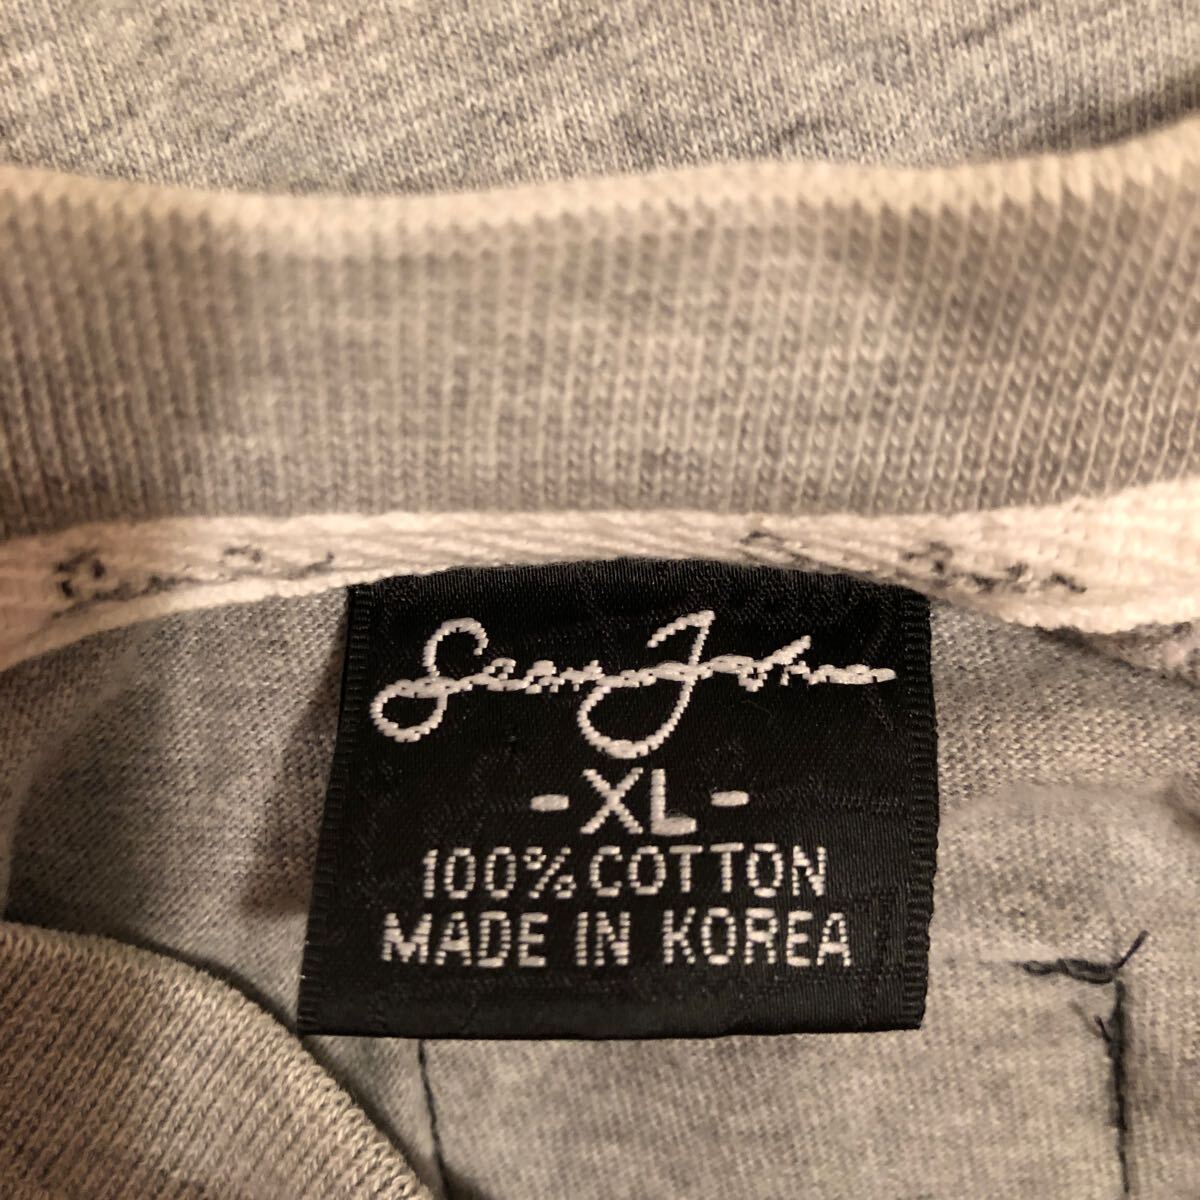 Sean John
- XL -
100% COTTON
MADE IN KOREA